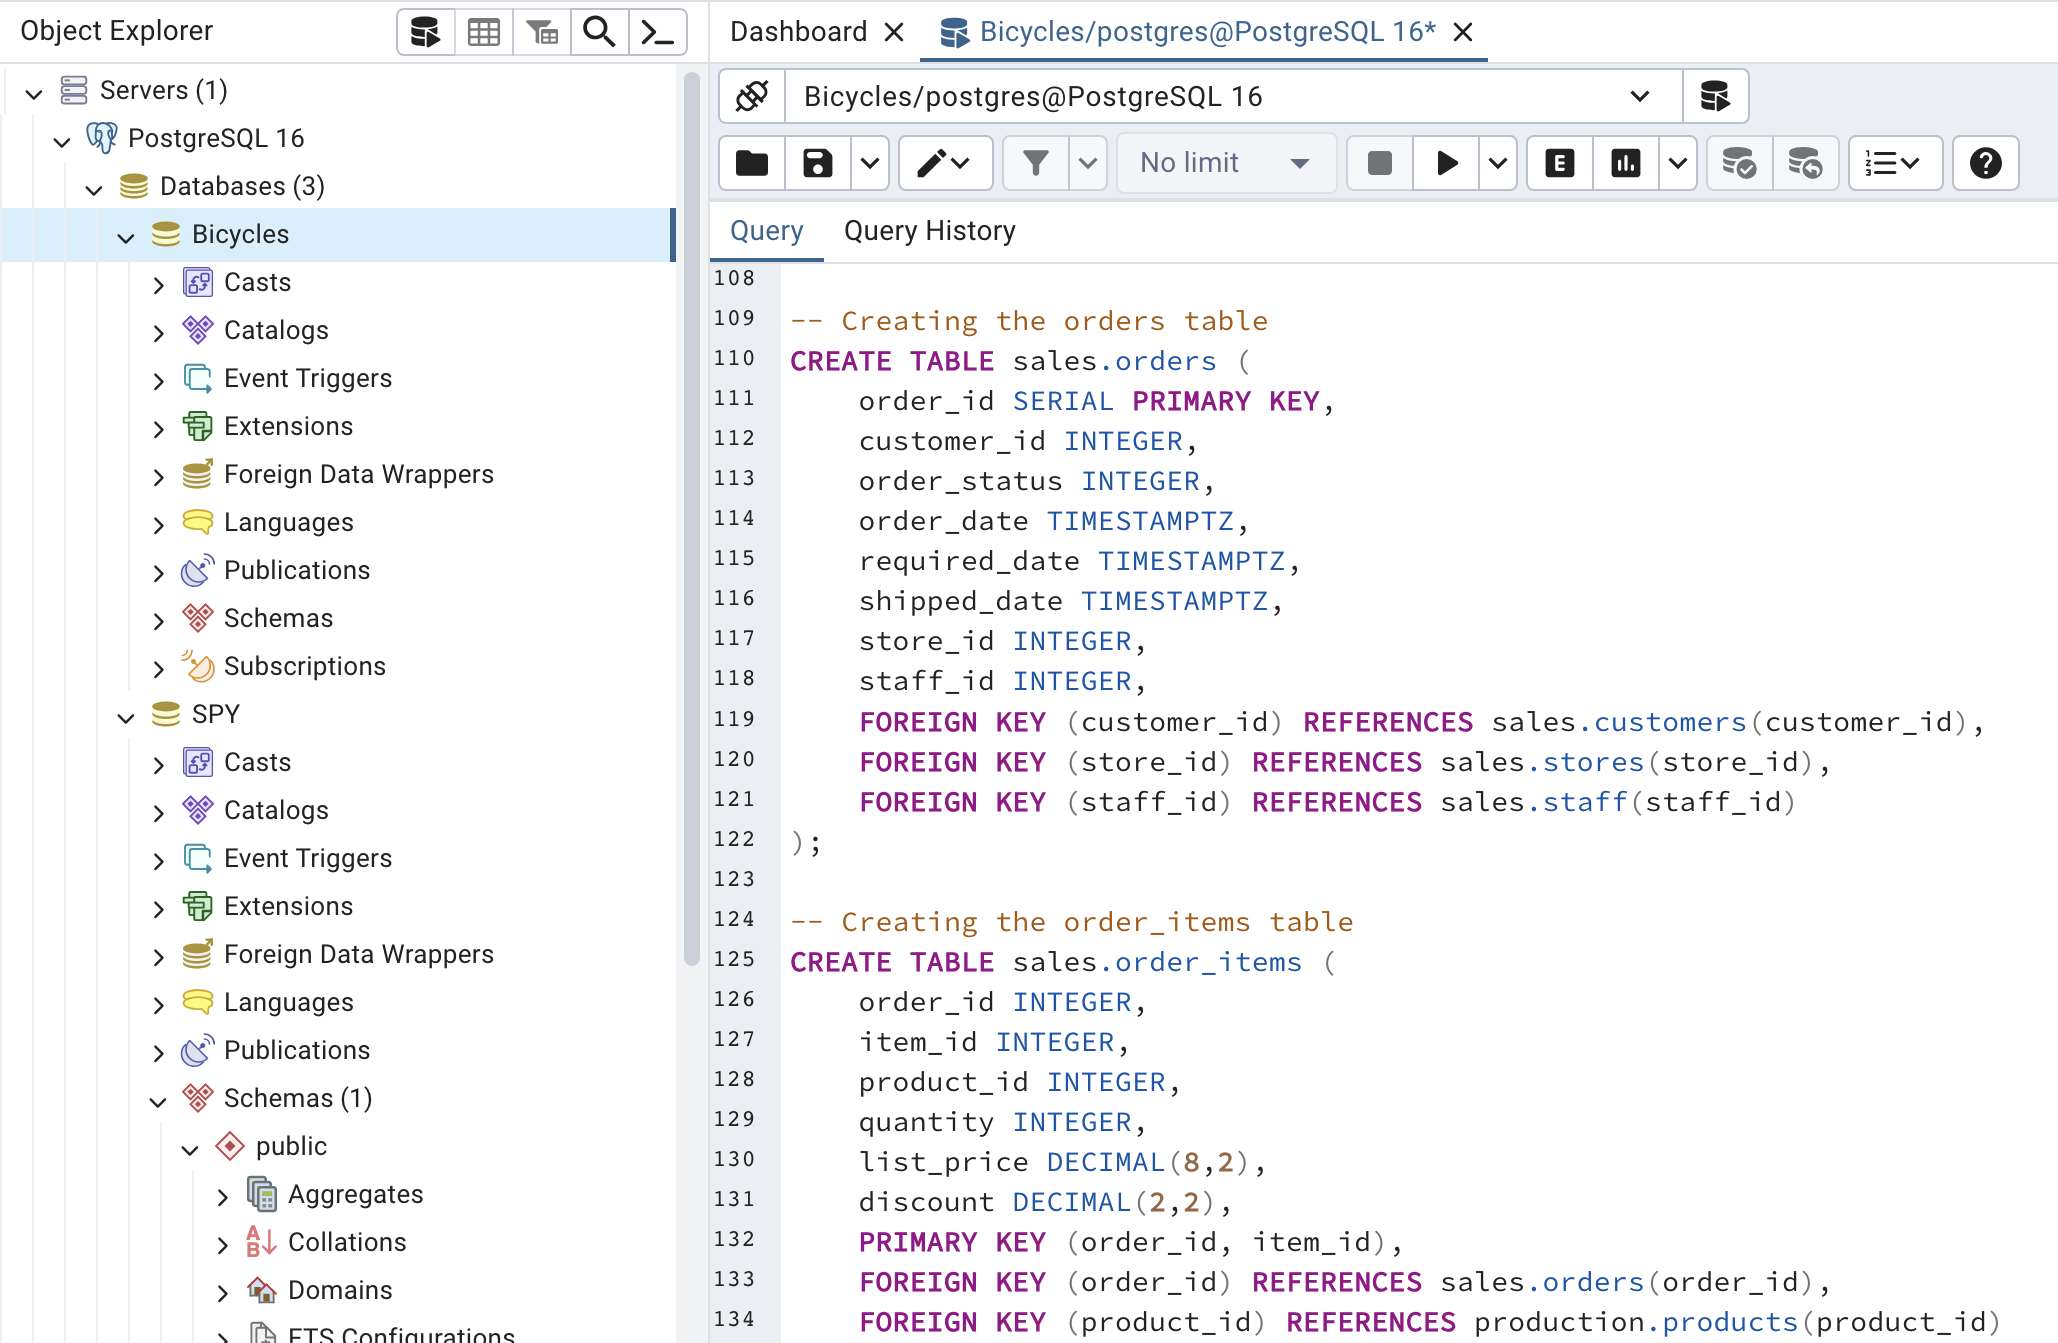 Object Explorer
Servers (1)
PostgreSQL 16
Databases (3)
Bicycles
Casts
Catalogs
Event Triggers
Extensions
Foreign Data Wrappers
Languages
Publications
Schemas
Subscriptions
SPY
Casts
Catalogs
Event Triggers
Extensions
Foreign Data Wrappers
Languages
Publications
Schemas (1)
public
Aggregates
Collations
Domains
FTS Configurations
Dashboard
Bicycles/postgres@PostgreSQL 16*
Bicycles/postgres@PostgreSQL 16
No limit
E
Query Query History
108
109 -- Creating the orders table
110 CREATE TABLE sales.orders (
111 order_id SERIAL PRIMARY KEY,
112 customer_id INTEGER,
113 order_status INTEGER,
114 order_date TIMESTAMPTZ,
115 required_date TIMESTAMPTZ,
116 shipped_date TIMESTAMPTZ,
117 store_id INTEGER,
118 staff_id INTEGER,
119 FOREIGN KEY (customer_id) REFERENCES sales.customers(customer_id),
120 FOREIGN KEY (store_id) REFERENCES sales.stores(store_id),
121 FOREIGN KEY (staff_id) REFERENCES sales.staff(staff_id)
122 );
123
124 -- Creating the order_items table
125 CREATE TABLE sales.order_items (
126 order_id INTEGER,
127 item_id INTEGER,
128 product_id INTEGER,
129 quantity INTEGER,
130 list_price DECIMAL(8,2),
131 discount DECIMAL(2,2),
132 PRIMARY KEY (order_id, item_id),
133 FOREIGN KEY (order_id) REFERENCES sales.orders(order_id),
134 FOREIGN KEY (product_id) REFERENCES production.products(product_id)